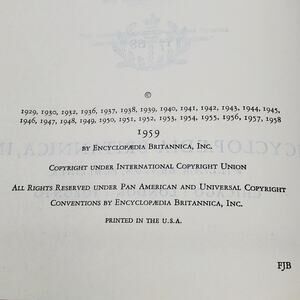 ©
1929, 1930, 1932, 1936, 1937, 1938, 1939, 1940, 1941, 1942, 1943, 1944, 1945,
1946, 1947, 1948, 1949, 1950, 1951, 1952, 1953, 1954, 1955, 1956, 1957, 1958
1959
BY ENCYCLOPÆDIA BRITANNICA, INC.
COPYRIGHT UNDER INTERNATIONAL COPYRIGHT UNION
ALL RIGHTS RESERVED UNDER PAN AMERICAN AND UNIVERSAL COPYRIGHT
CONVENTIONS BY ENCYCLOPÆDIA BRITANNICA, INC.
PRINTED IN THE U.S.A.
FJB